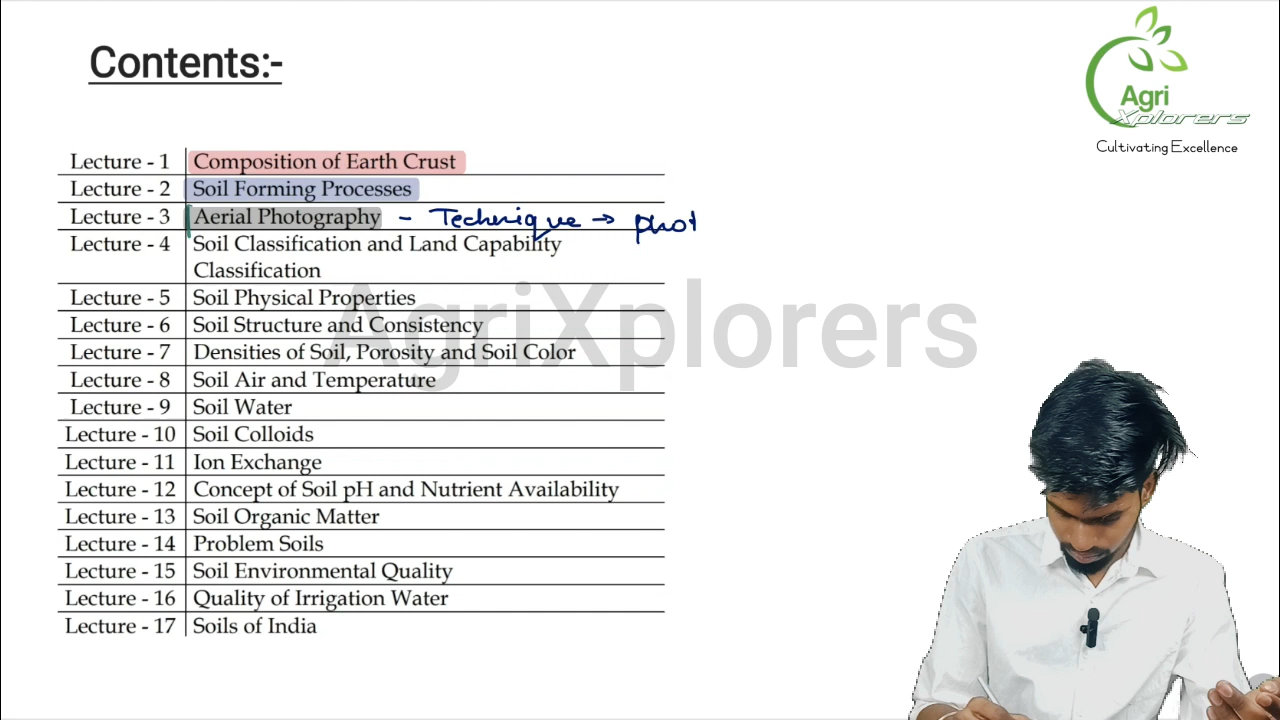 Contents:-
Agri
Xplorers
Cultivating Excellence
Lecture - 1 Composition of Earth Crust
Lecture - 2 Soil Forming Processes
Lecture - 3 Aerial Photography - Technique → phot
Lecture - 4 Soil Classification and Land Capability
Classification
Lecture - 5 Soil Physical Properties
Lecture - 6 Soil Structure and Consistency
Lecture - 7 Densities of Soil, Porosity and Soil Color
Lecture - 8 Soil Air and Temperature
Lecture - 9 Soil Water
Lecture - 10 Soil Colloids
Lecture - 11 Ion Exchange
Lecture - 12 Concept of Soil pH and Nutrient Availability
Lecture - 13 Soil Organic Matter
Lecture - 14 Problem Soils
Lecture - 15 Soil Environmental Quality
Lecture - 16 Quality of Irrigation Water
Lecture - 17 Soils of India
AgriXplorers